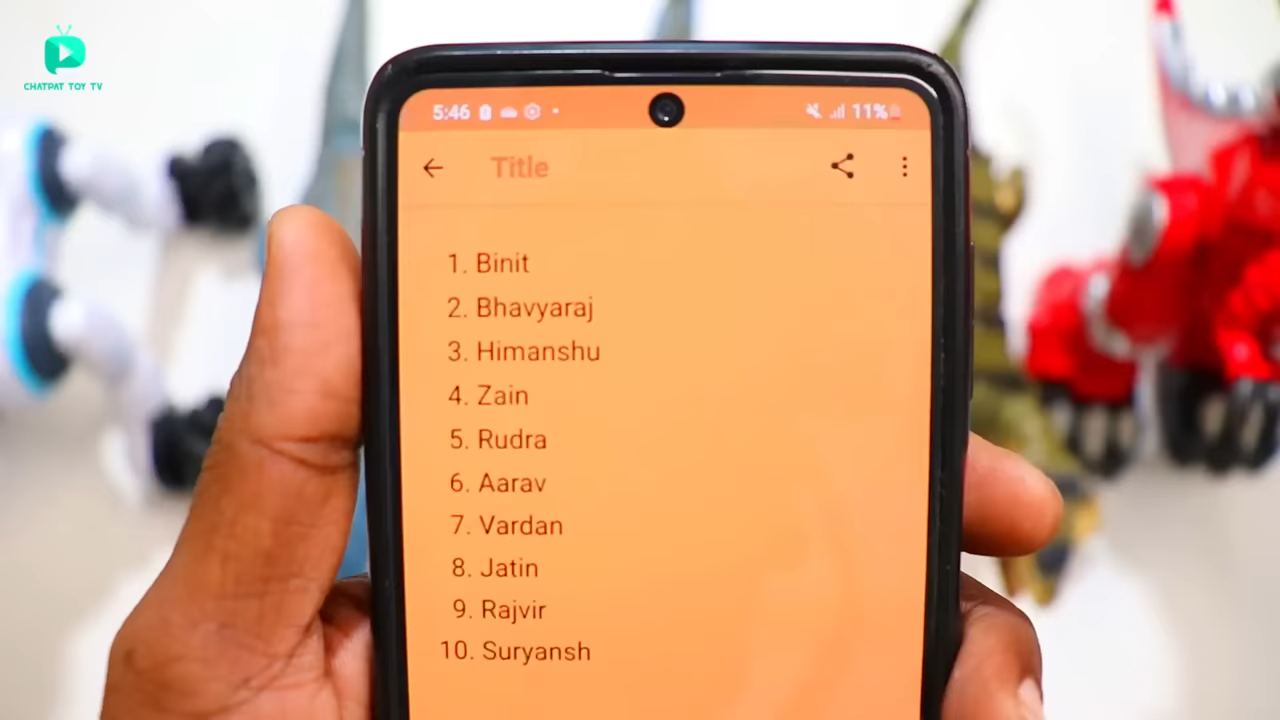 CHATPAT TOY TV
5:46 11%
Title
1. Binit
2. Bhavyaraj
3. Himanshu
4. Zain
5. Rudra
6. Aarav
7. Vardan
8. Jatin
9. Rajvir
10. Suryansh